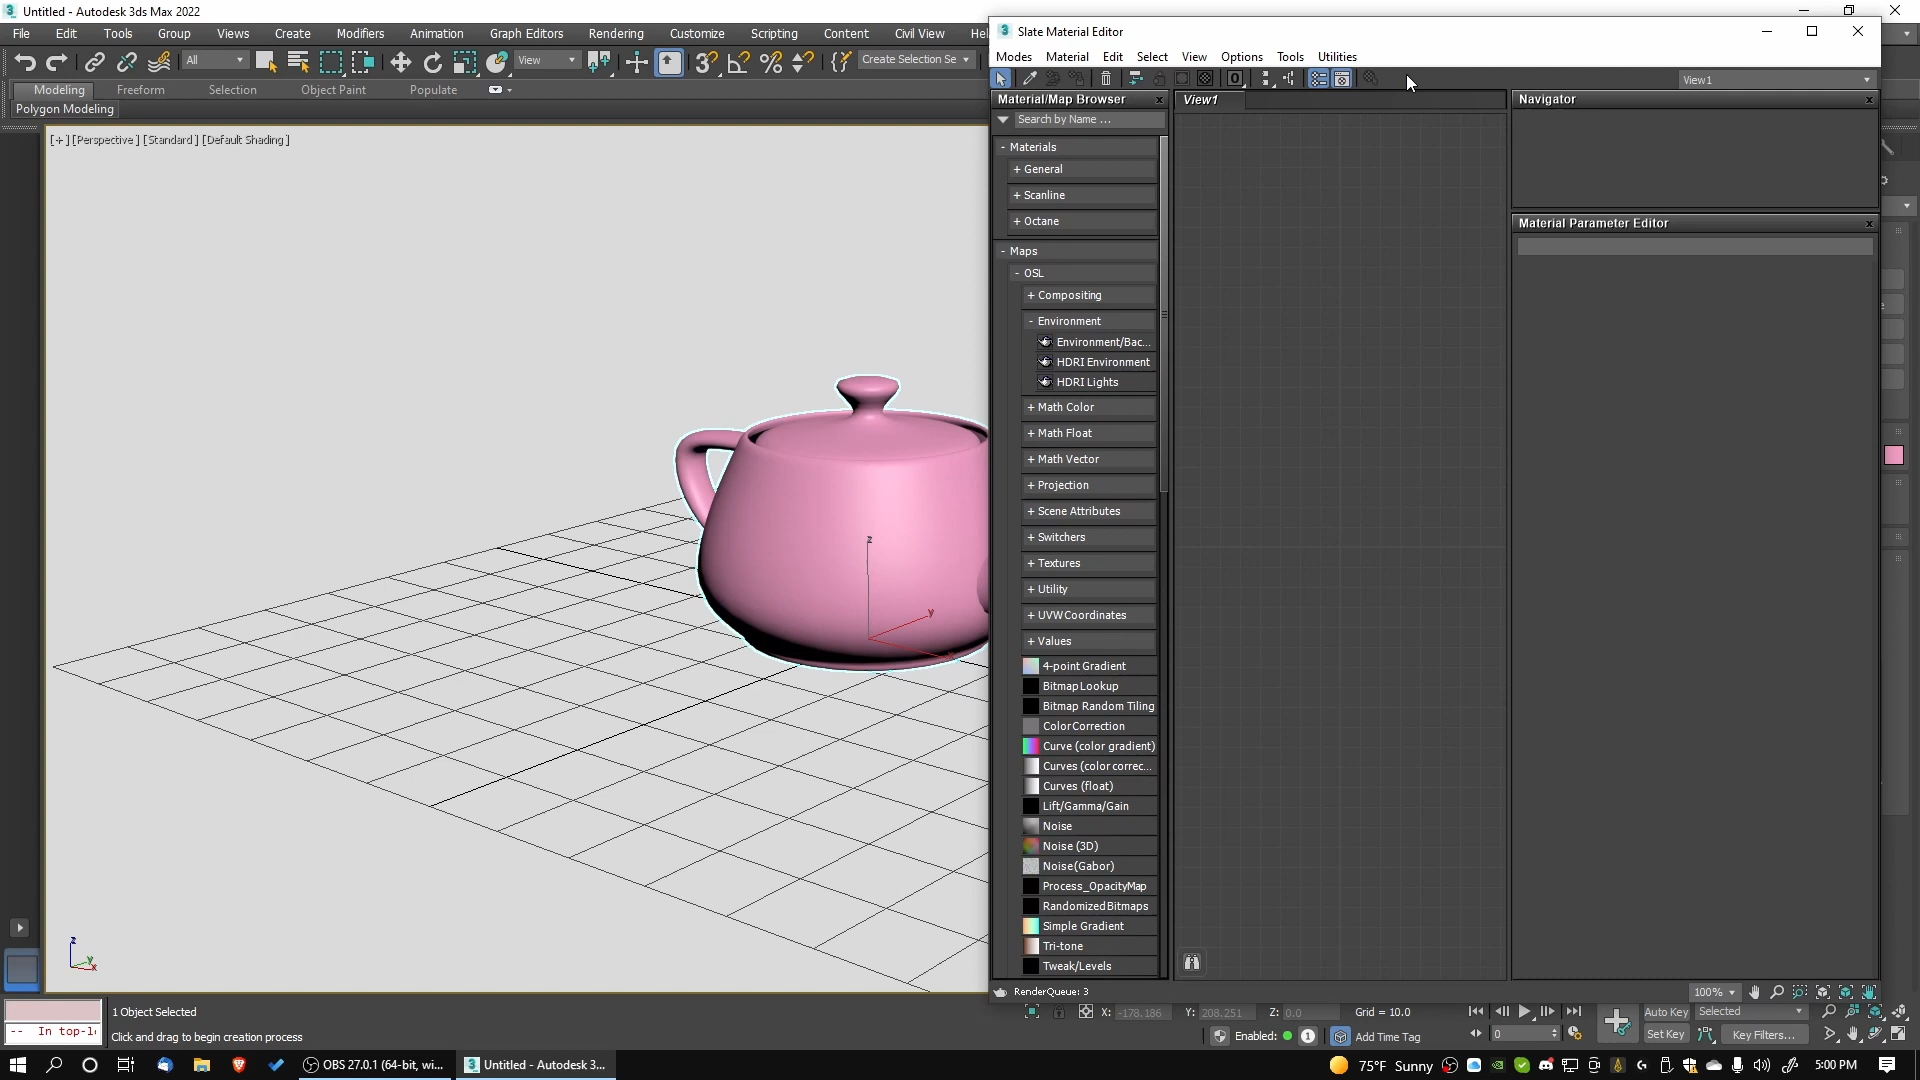 Untitled - Autodesk 3ds Max 2022
File Edit Tools Group Views Create Modifiers Animation Graph Editors Rendering Customize Scripting Content Civil View Hel
All View Create Selection Se
Modeling Freeform Selection Object Paint Populate
Polygon Modeling
[+] [Perspective] [Standard] [Default Shading]
z
y
z
y
x
Slate Material Editor
Modes Material Edit Select View Options Tools Utilities
View1
Material/Map Browser x
Search by Name ...
- Materials
+ General
+ Scanline
+ Octane
- Maps
- OSL
+ Compositing
- Environment
Environment/Bac...
HDRI Environment
HDRI Lights
+ Math Color
+ Math Float
+ Math Vector
+ Projection
+ Scene Attributes
+ Switchers
+ Textures
+ Utility
+ UVW Coordinates
+ Values
4-point Gradient
Bitmap Lookup
Bitmap Random Tiling
Color Correction
Curve (color gradient)
Curves (color correc...
Curves (float)
Lift/Gamma/Gain
Noise
Noise (3D)
Noise (Gabor)
Process_OpacityMap
Randomized Bitmaps
Simple Gradient
Tri-tone
Tweak/Levels
View1
Navigator x
Material Parameter Editor x
RenderQueue: 3
100%
-- In top-l
1 Object Selected
Click and drag to begin creation process
X: -178.186 Y: 208.251 Z: 0.0 Grid = 10.0
Enabled: 1 Add Time Tag
0
Auto Key Selected
Set Key Key Filters...
OBS 27.0.1 (64-bit, wi...
Untitled - Autodesk 3...
75°F Sunny
5:00 PM